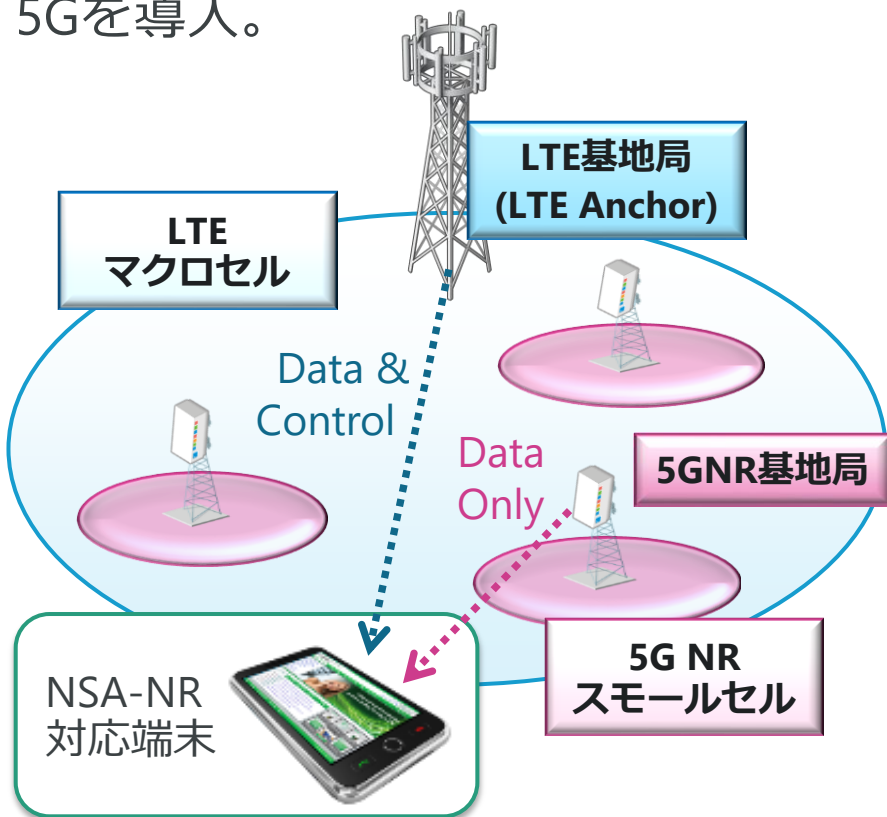 5Gを導入。
LTE基地局
(LTE Anchor)
LTE
マクロセル
Data &
Control
Data
Only
5GNR基地局
5G NR
スモールセル
NSA-NR
対応端末